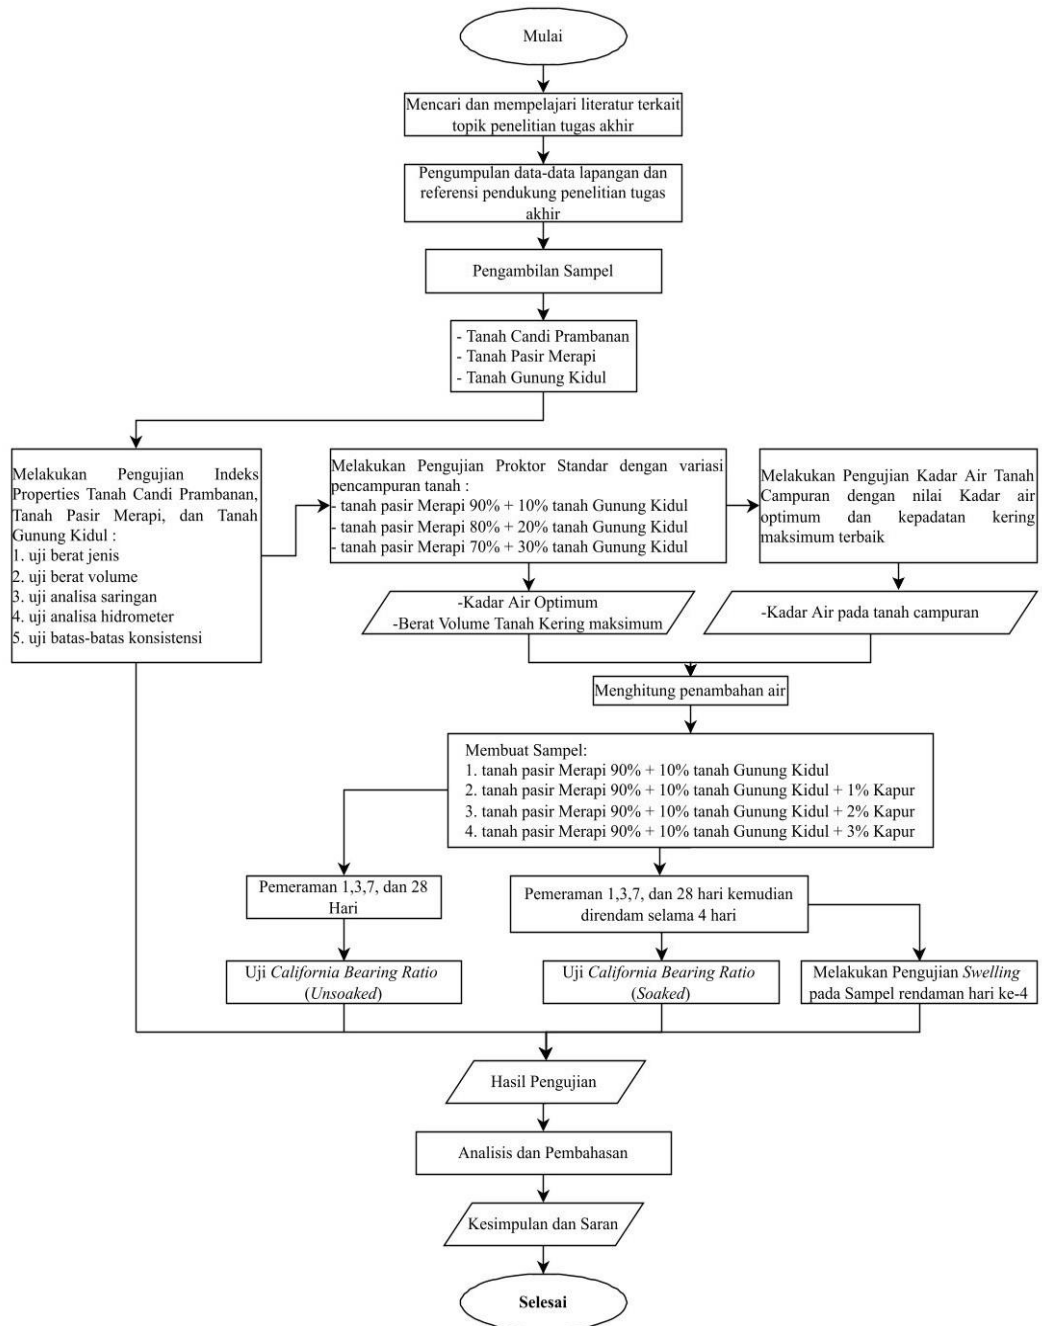 Mulai
Mencari dan mempelajari literatur terkait
topik penelitian tugas akhir
Pengumpulan data-data lapangan dan
referensi pendukung penelitian tugas
akhir
Pengambilan Sampel
- Tanah Candi Prambanan
- Tanah Pasir Merapi
- Tanah Gunung Kidul
Melakukan Pengujian Indeks
Properties Tanah Candi Prambanan,
Tanah Pasir Merapi, dan Tanah
Gunung Kidul :
1. uji berat jenis
2. uji berat volume
3. uji analisa saringan
4. uji analisa hidrometer
5. uji batas-batas konsistensi
Melakukan Pengujian Proktor Standar dengan variasi
pencampuran tanah :
- tanah pasir Merapi 90% + 10% tanah Gunung Kidul
- tanah pasir Merapi 80% + 20% tanah Gunung Kidul
- tanah pasir Merapi 70% + 30% tanah Gunung Kidul
Melakukan Pengujian Kadar Air Tanah
Campuran dengan nilai Kadar air
optimum dan kepadatan kering
maksimum terbaik
-Kadar Air Optimum
-Berat Volume Tanah Kering maksimum
-Kadar Air pada tanah campuran
Menghitung penambahan air
Membuat Sampel:
1. tanah pasir Merapi 90% + 10% tanah Gunung Kidul
2. tanah pasir Merapi 90% + 10% tanah Gunung Kidul + 1% Kapur
3. tanah pasir Merapi 90% + 10% tanah Gunung Kidul + 2% Kapur
4. tanah pasir Merapi 90% + 10% tanah Gunung Kidul + 3% Kapur
Pemeraman 1,3,7, dan 28
Hari
Pemeraman 1,3,7, dan 28 hari kemudian
direndam selama 4 hari
Uji California Bearing Ratio
(Unsoaked)
Uji California Bearing Ratio
(Soaked)
Melakukan Pengujian Swelling
pada Sampel rendaman hari ke-4
Hasil Pengujian
Analisis dan Pembahasan
Kesimpulan dan Saran
Selesai